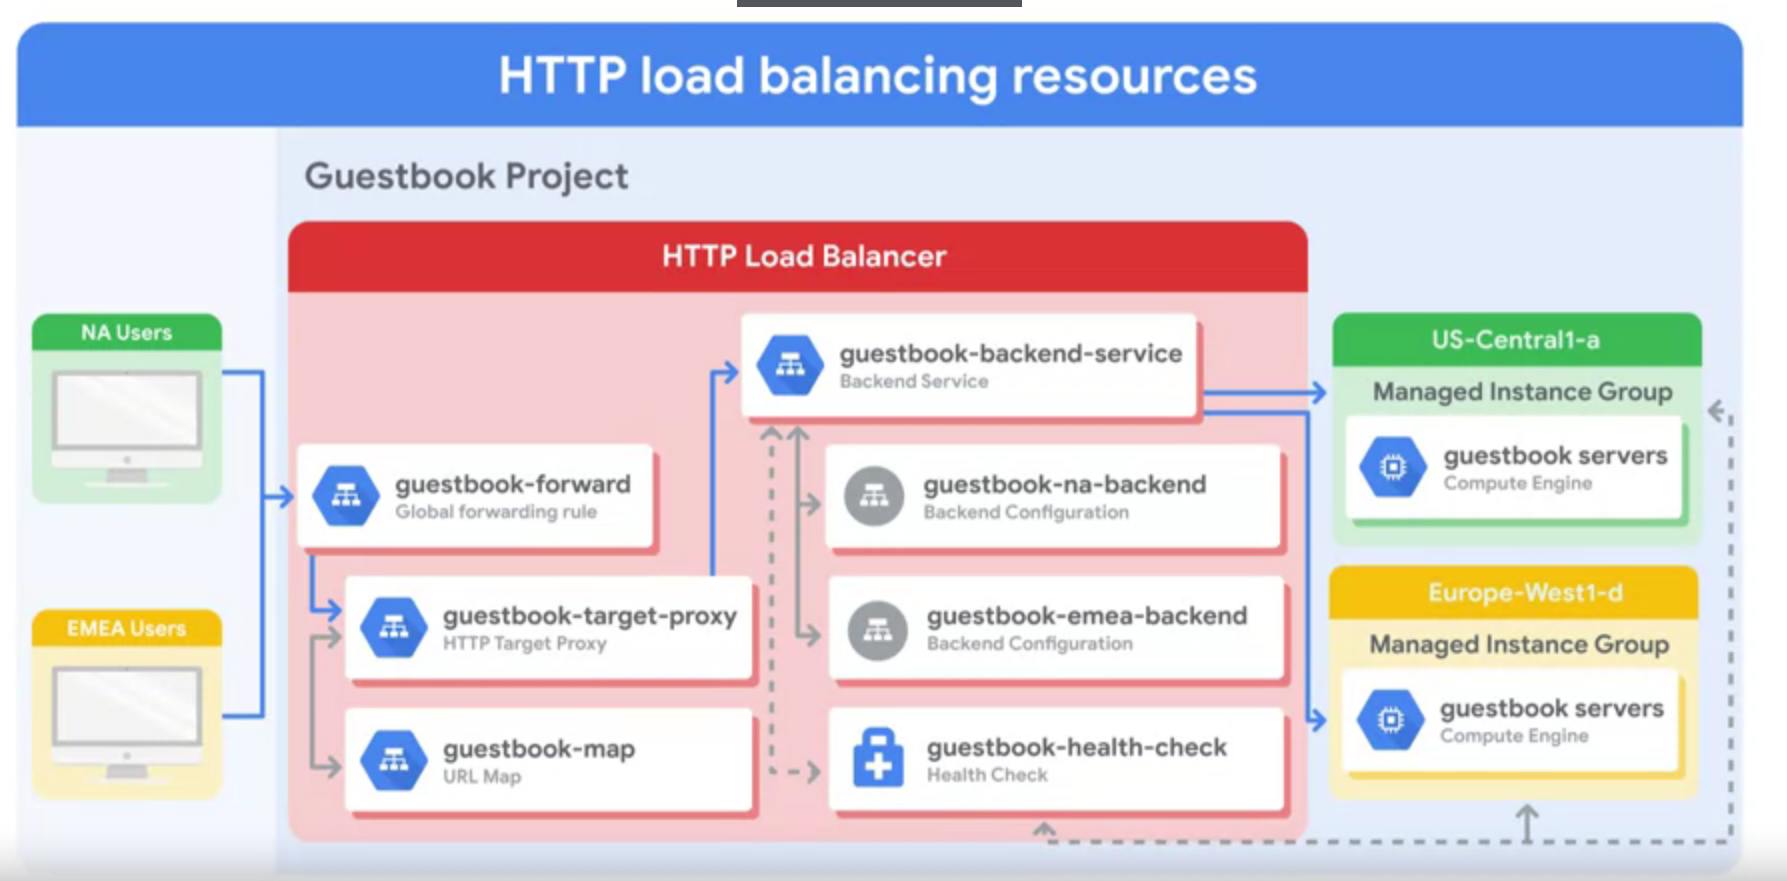 HTTP load balancing resources
Guestbook Project
HTTP Load Balancer
NA Users
EMEA Users
guestbook-forward
Global forwarding rule
guestbook-target-proxy
HTTP Target Proxy
guestbook-map
URL Map
guestbook-backend-service
Backend Service
guestbook-na-backend
Backend Configuration
guestbook-emea-backend
Backend Configuration
guestbook-health-check
Health Check
US-Central1-a
Managed Instance Group
guestbook servers
Compute Engine
Europe-West1-d
Managed Instance Group
guestbook servers
Compute Engine